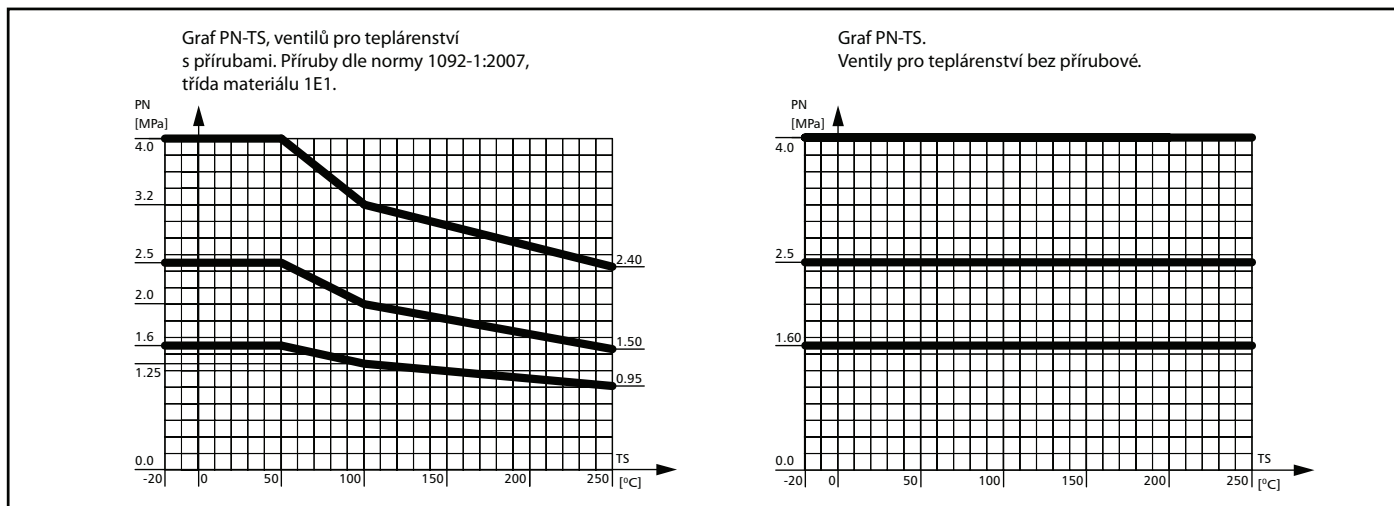 Graf PN-TS, ventilů pro teplárenství
s přírubami. Příruby dle normy 1092-1:2007,
třída materiálu 1E1.
PN
[MPa]
4.0
3.2
2.5
2.0
1.6
1.25
0.0
2.40
1.50
0.95
TS
[ºC]
-20 0 50 100 150 200 250
Graf PN-TS.
Ventily pro teplárenství bez přírubové.
PN
[MPa]
4.0
2.5
1.60
0.0
TS
[ºC]
-20 0 50 100 150 200 250